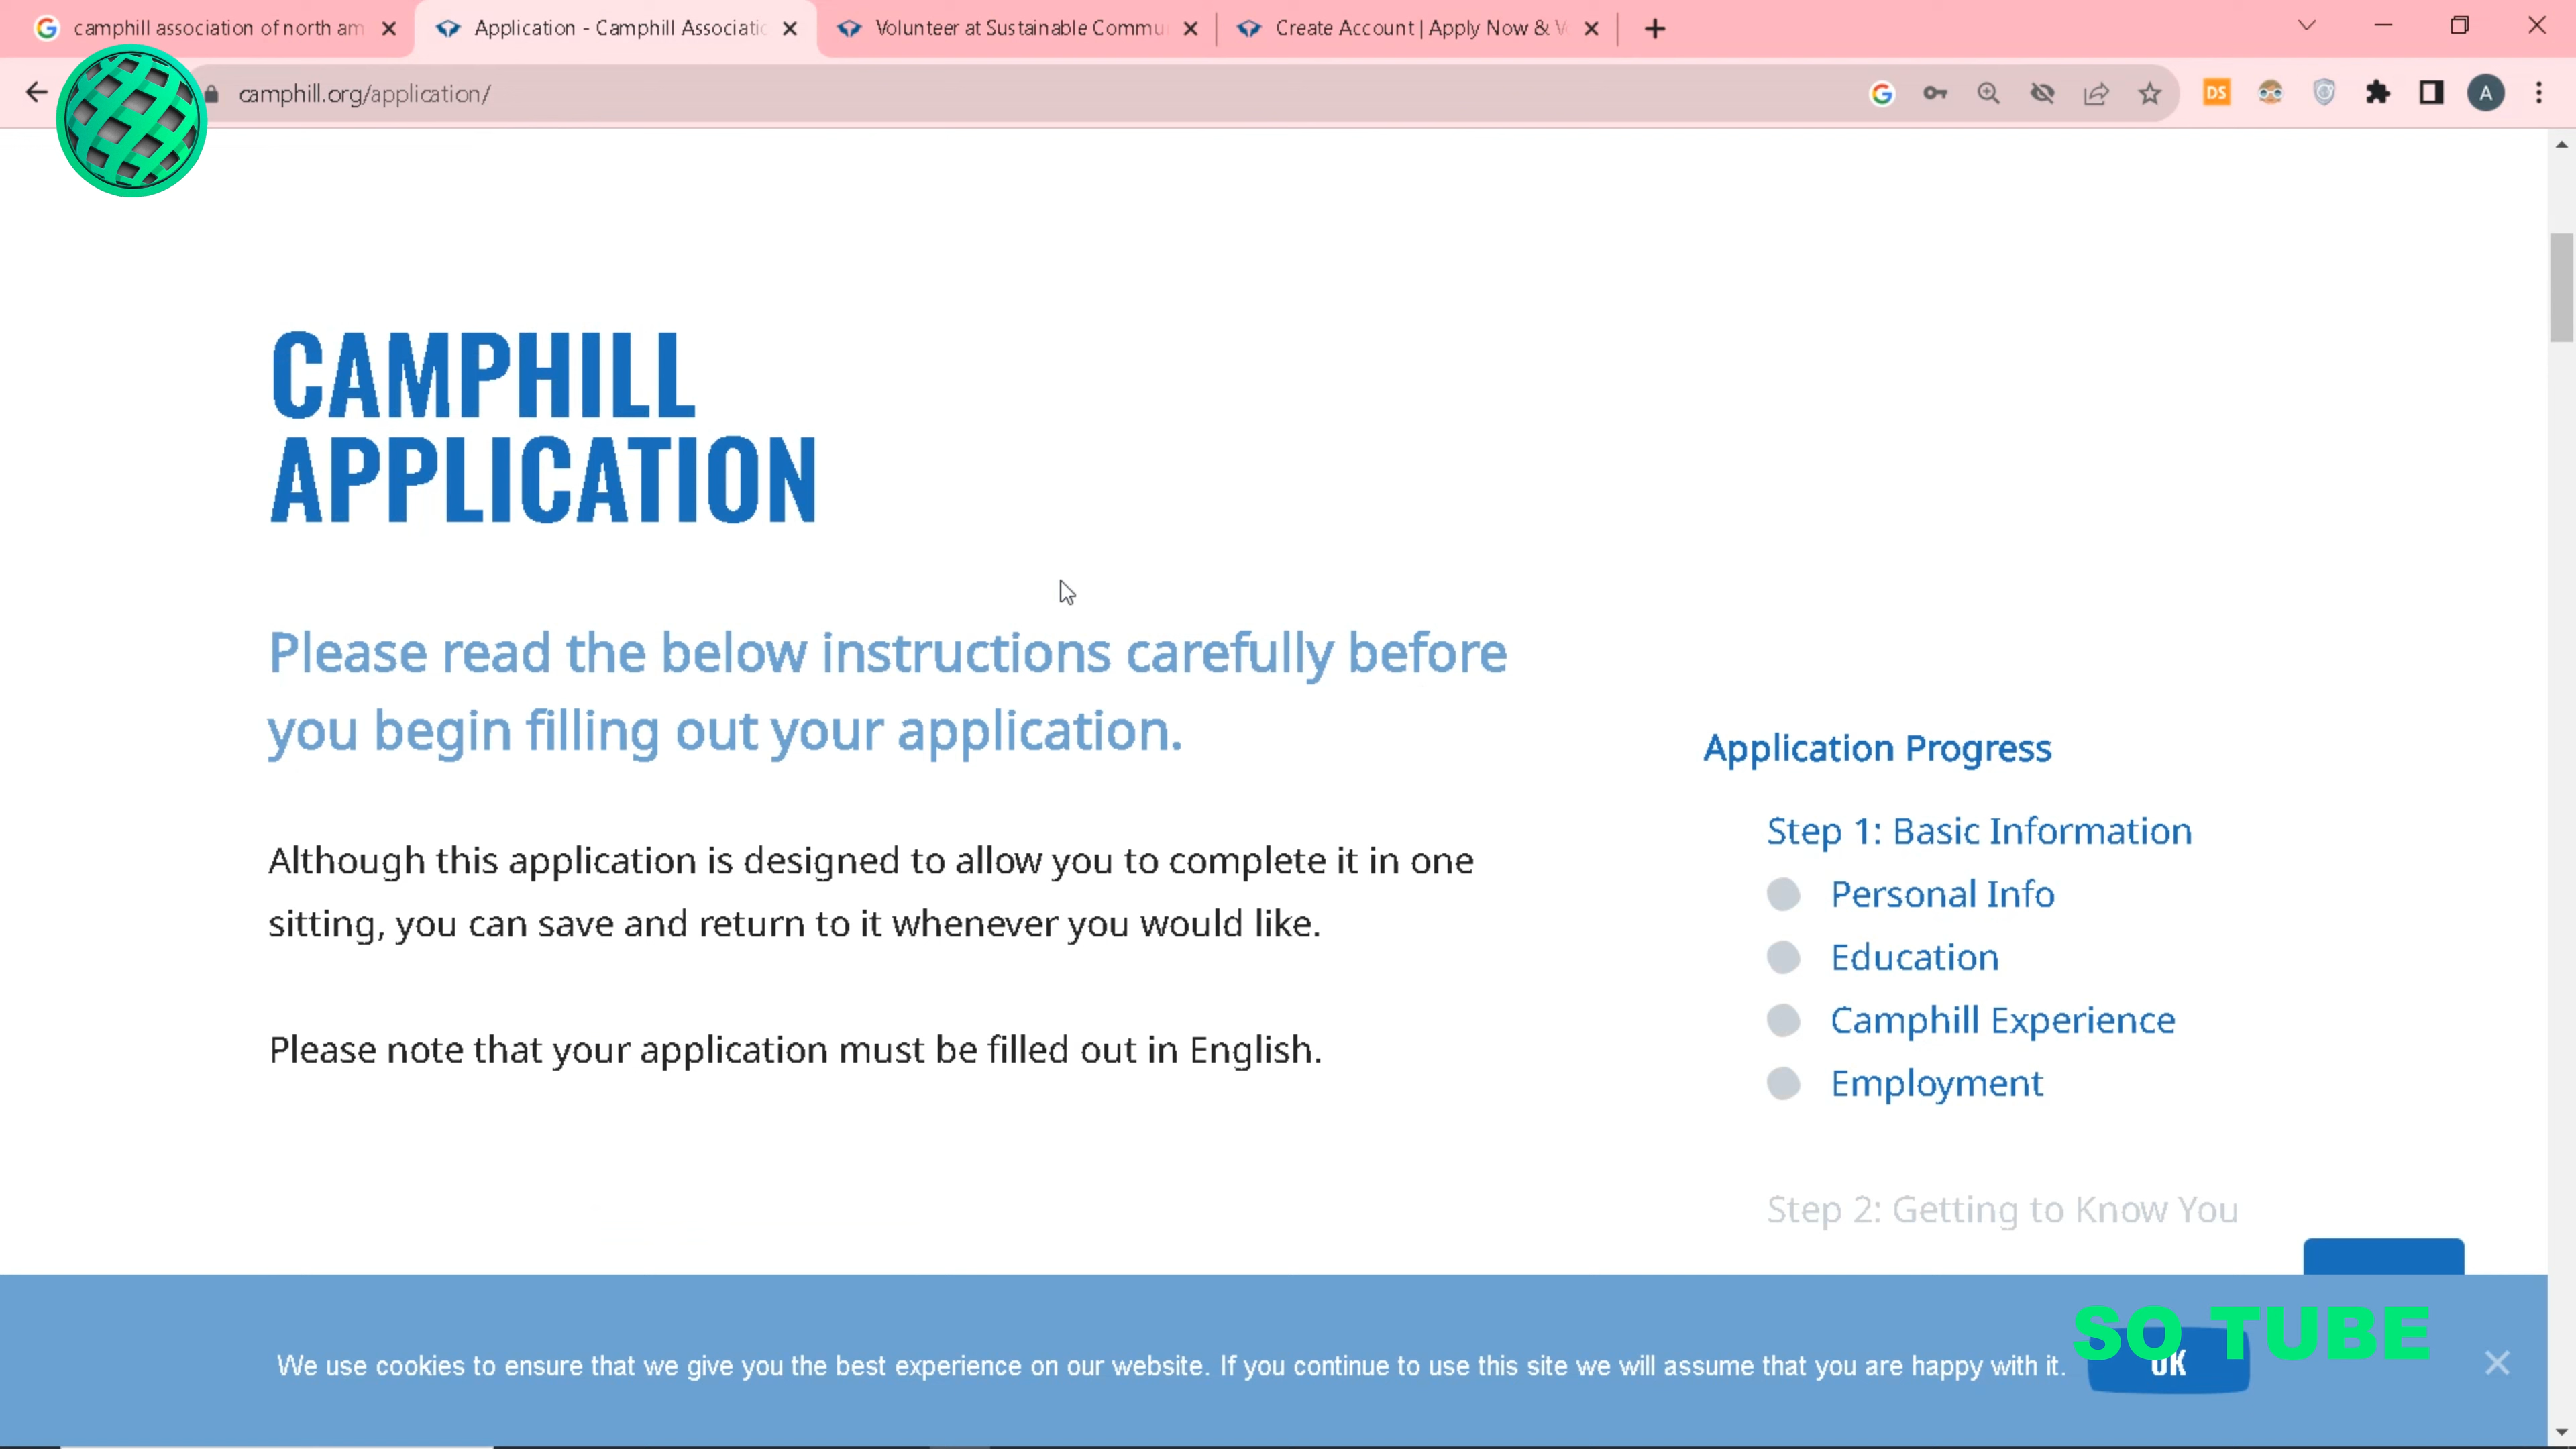 camphill association of north am
Application - Camphill Associatic
Volunteer at Sustainable Commu
Create Account | Apply Now & V
camphill.org/application/
DS
A
CAMPHILL
APPLICATION
Please read the below instructions carefully before
you begin filling out your application.
Although this application is designed to allow you to complete it in one
sitting, you can save and return to it whenever you would like.
Please note that your application must be filled out in English.
Application Progress
Step 1: Basic Information
Personal Info
Education
Camphill Experience
Employment
Step 2: Getting to Know You
We use cookies to ensure that we give you the best experience on our website. If you continue to use this site we will assume that you are happy with it.
OK
SO TUBE